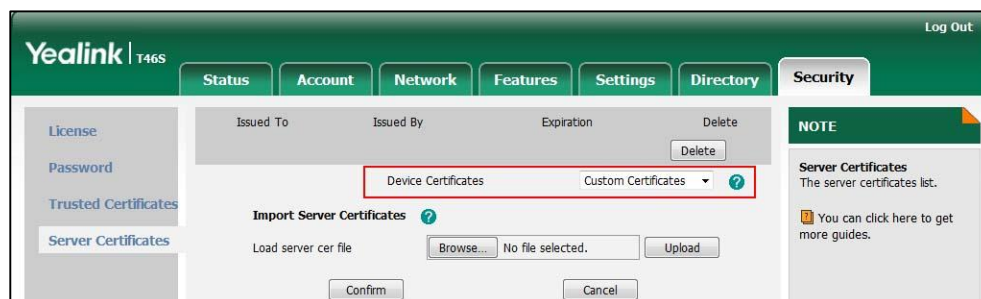 Log Out
Yealink T46S
Status Account Network Features Settings Directory Security
License
Password
Trusted Certificates
Server Certificates
Issued To Issued By Expiration Delete
Delete
Device Certificates Custom Certificates ?
Import Server Certificates ?
Load server cer file Browse... No file selected. Upload
Confirm Cancel
NOTE
Server Certificates
The server certificates list.
? You can click here to get
more guides.